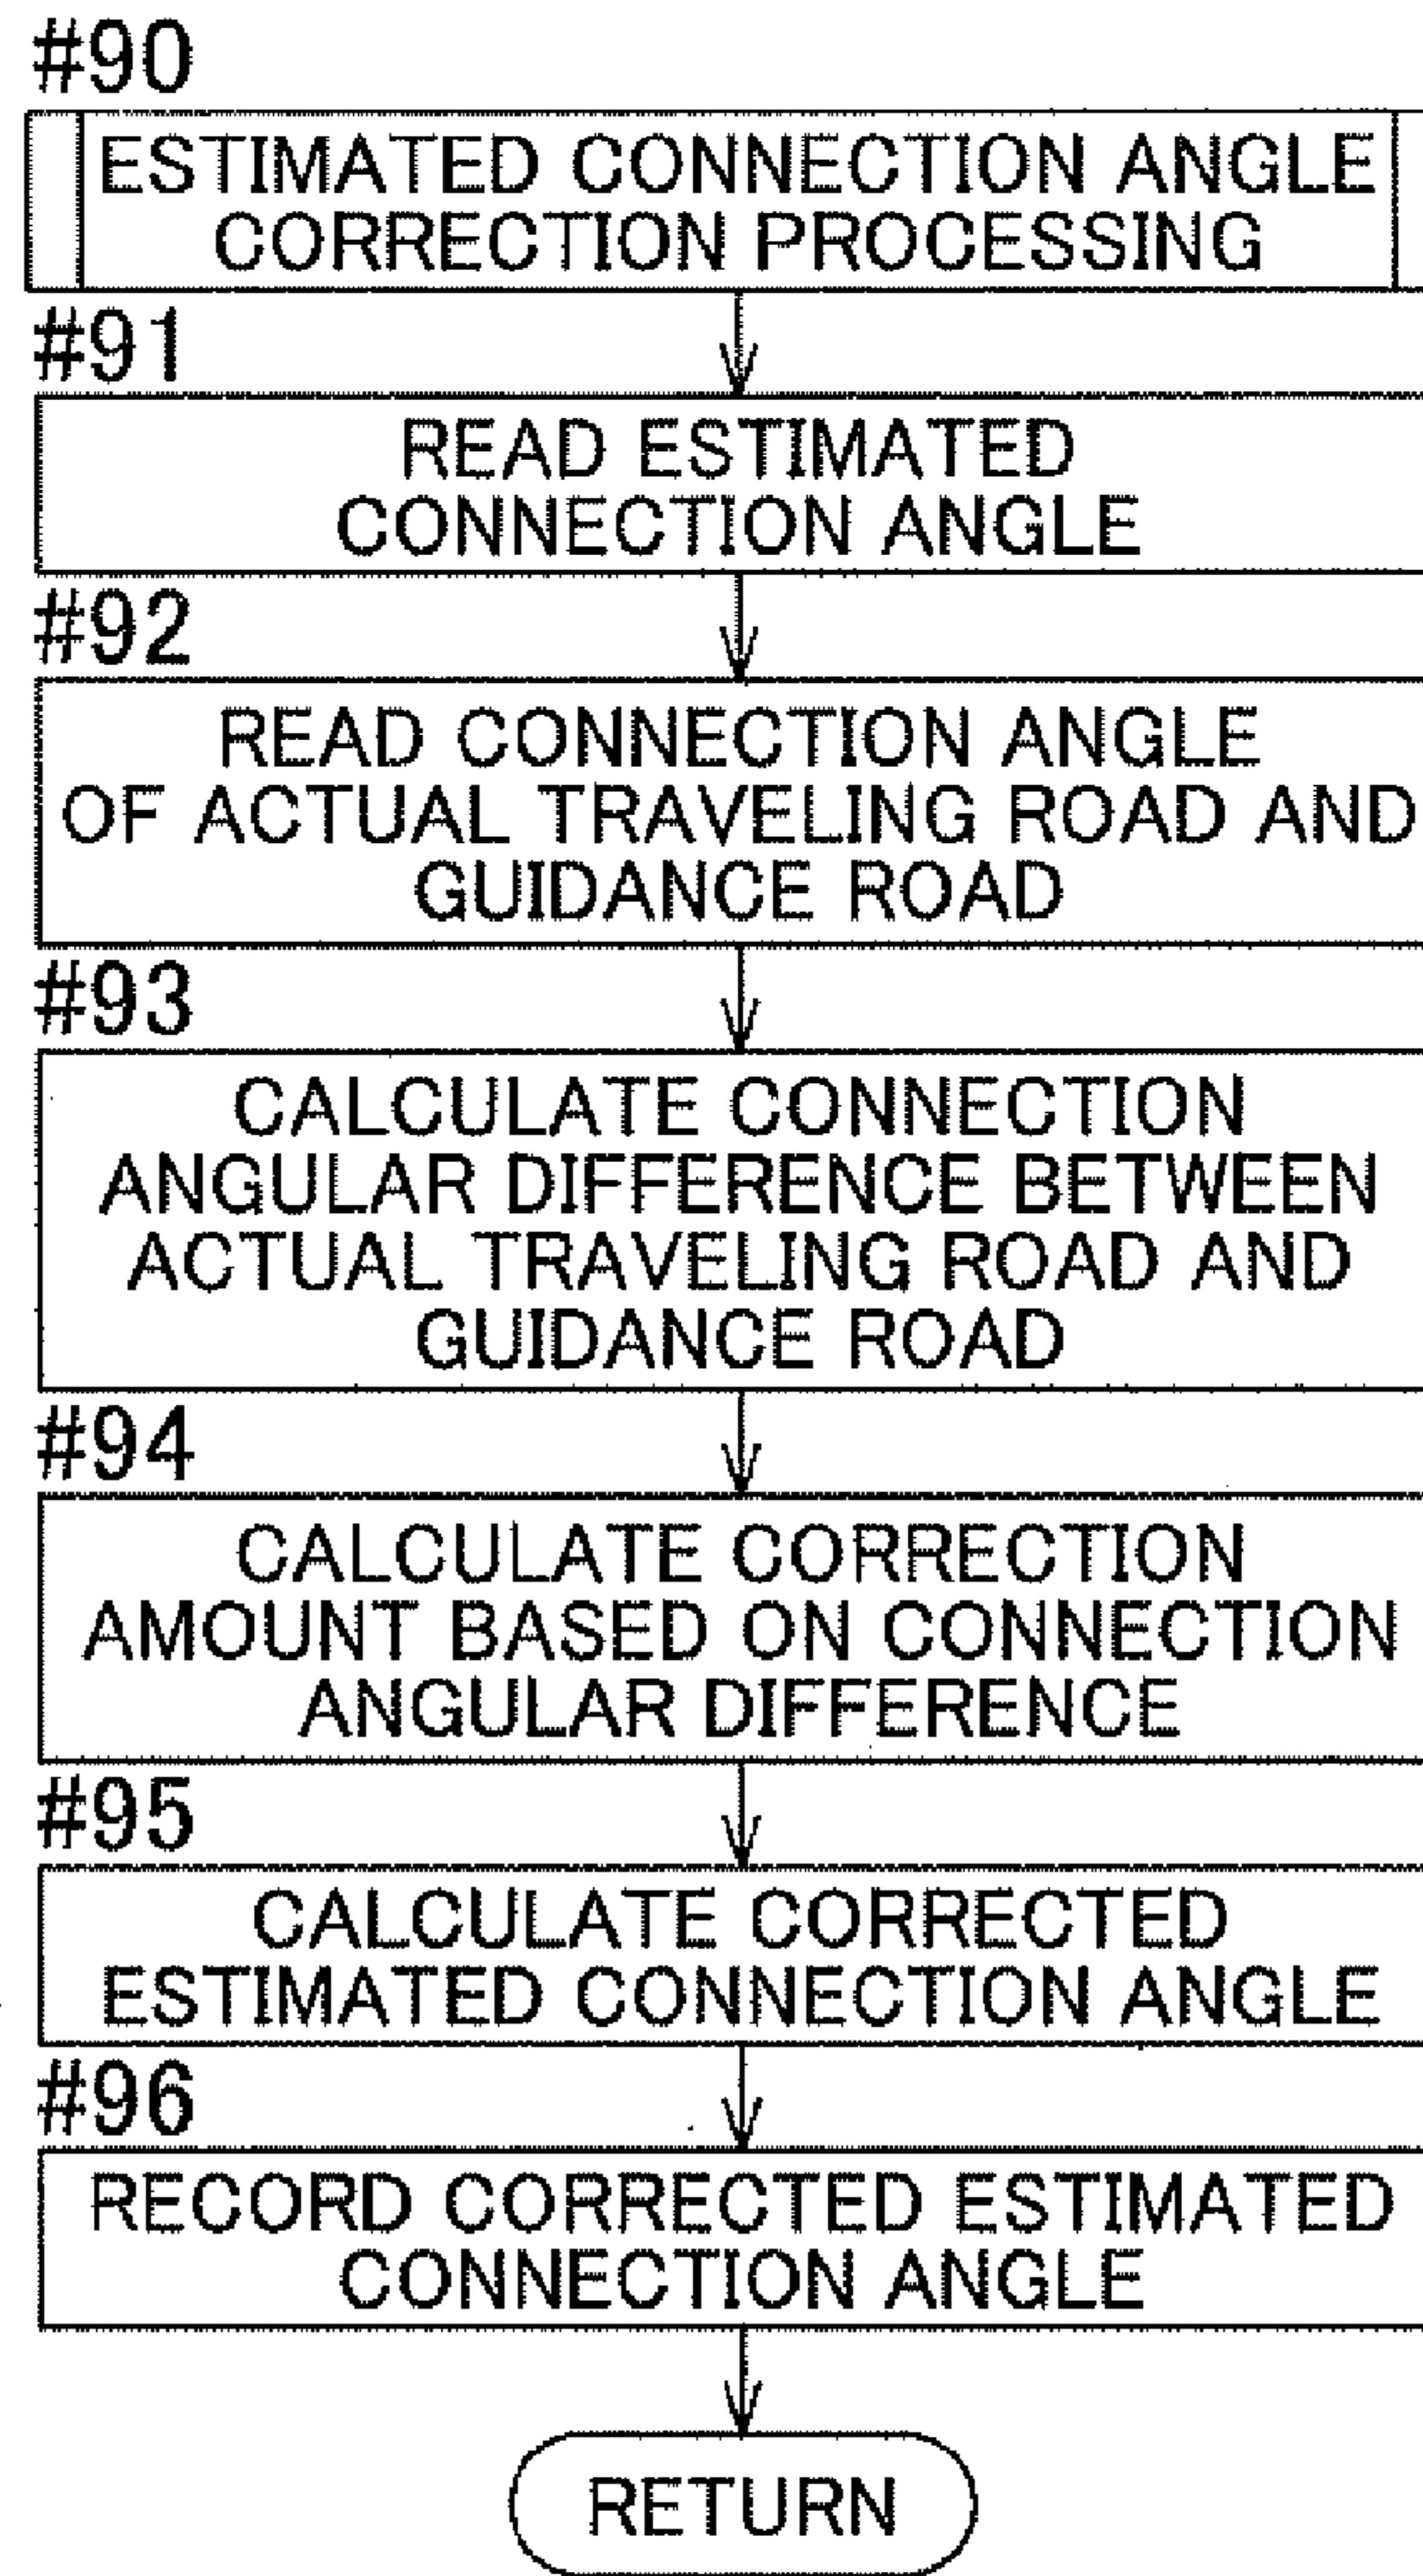 #90
ESTIMATED CONNECTION ANGLE
CORRECTION PROCESSING
#91
READ ESTIMATED
CONNECTION ANGLE
#92
READ CONNECTION ANGLE
OF ACTUAL TRAVELING ROAD AND
GUIDANCE ROAD
#93
CALCULATE CONNECTION
ANGULAR DIFFERENCE BETWEEN
ACTUAL TRAVELING ROAD AND
GUIDANCE ROAD
#94
CALCULATE CORRECTION
AMOUNT BASED ON CONNECTION
ANGULAR DIFFERENCE
#95
CALCULATE CORRECTED
ESTIMATED CONNECTION ANGLE
#96
RECORD CORRECTED ESTIMATED
CONNECTION ANGLE
RETURN